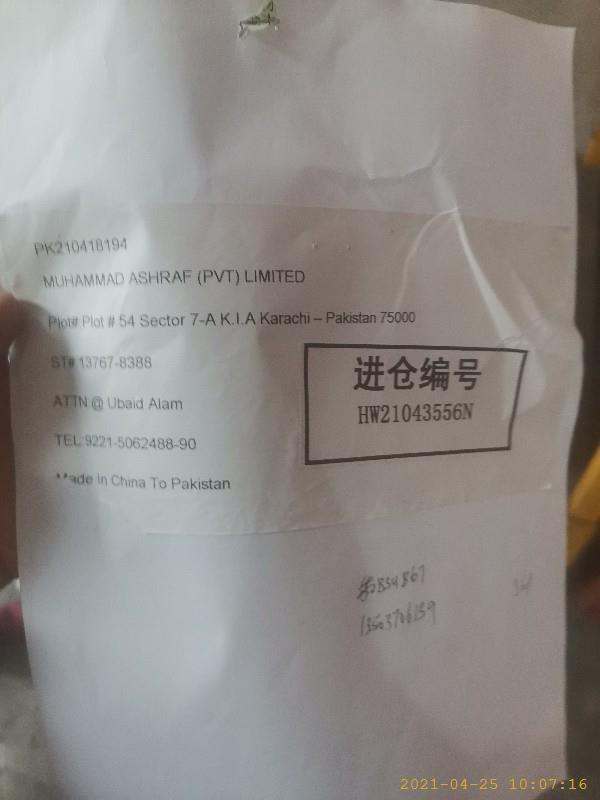 PK210418194
MUHAMMAD ASHRAF (PVT) LIMITED
Plot# Plot # 54 Sector 7-A K.I.A Karachi – Pakistan 75000
ST# 13767-8388
ATTN @ Ubaid Alam
TEL:9221-5062488-90
Made In China To Pakistan
进仓编号
HW21043556N
2021-04-25 10:07:16